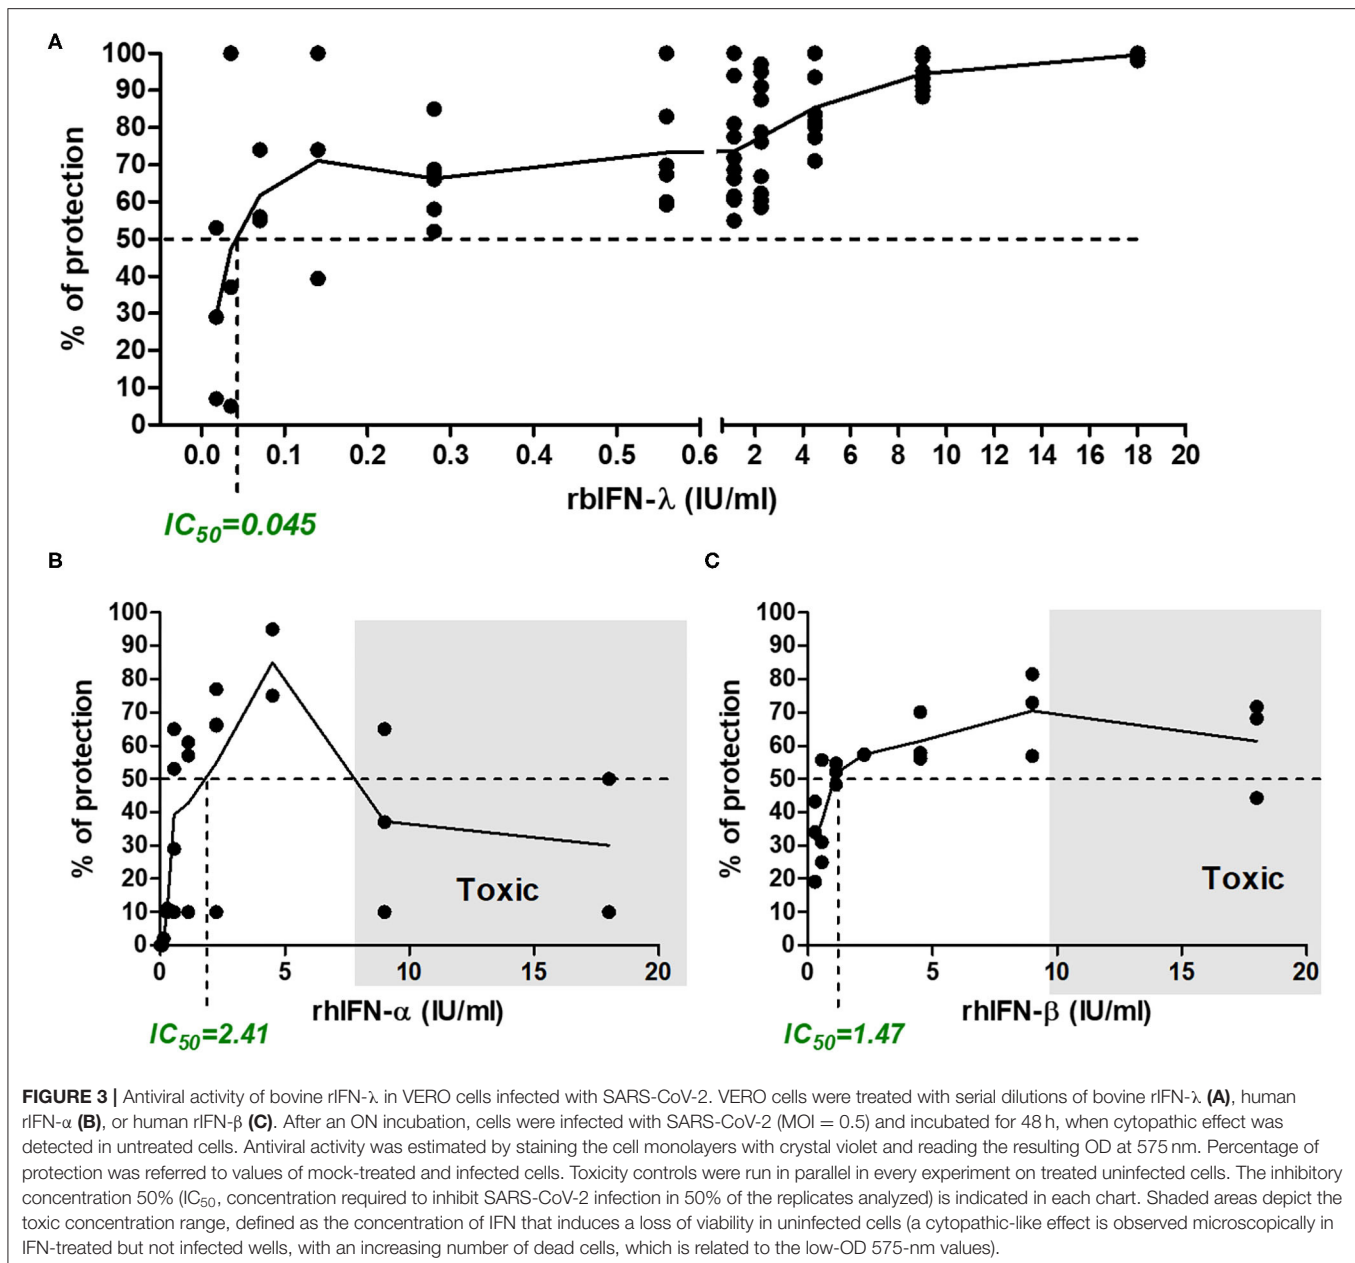 A
100
90
80
70
60
50
40
30
20
10
0
% of protection
0.0 0.1 0.2 0.2 0.3 0.4 0.5 0.6 2 4 6 8 10 12 14 16 18 20
rbIFN-λ (IU/ml)
IC50=0.045
B
100
90
80
70
60
50
40
30
20
10
0
% of protection
Toxic
0 5 10 15 20
rhIFN-α (IU/ml)
IC50=2.41
C
100
90
80
70
60
50
40
30
20
10
0
% of protection
Toxic
0 5 10 15 20
rhIFN-β (IU/ml)
IC50=1.47
FIGURE 3 | Antiviral activity of bovine rIFN-λ in VERO cells infected with SARS-CoV-2. VERO cells were treated with serial dilutions of bovine rIFN-λ (A), human
rIFN-α (B), or human rIFN-β (C). After an ON incubation, cells were infected with SARS-CoV-2 (MOI = 0.5) and incubated for 48 h, when cytopathic effect was
detected in untreated cells. Antiviral activity was estimated by staining the cell monolayers with crystal violet and reading the resulting OD at 575 nm. Percentage of
protection was referred to values of mock-treated and infected cells. Toxicity controls were run in parallel in every experiment on treated uninfected cells. The inhibitory
concentration 50% (IC50, concentration required to inhibit SARS-CoV-2 infection in 50% of the replicates analyzed) is indicated in each chart. Shaded areas depict the
toxic concentration range, defined as the concentration of IFN that induces a loss of viability in uninfected cells (a cytopathic-like effect is observed microscopically in
IFN-treated but not infected wells, with an increasing number of dead cells, which is related to the low-OD 575-nm values).